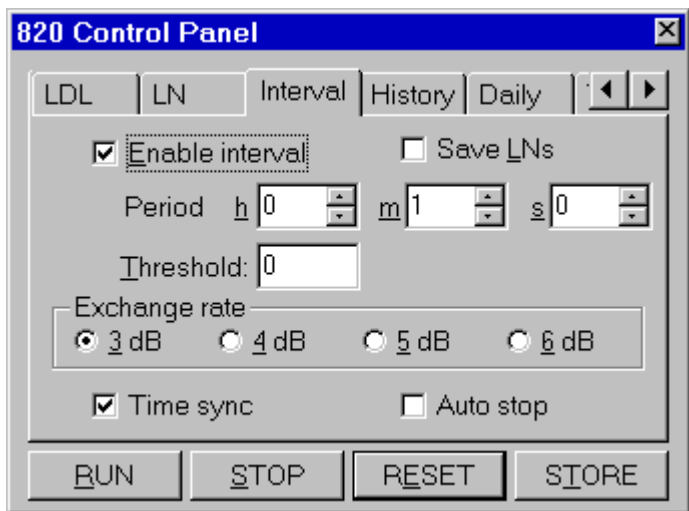 820 Control Panel
LDL LN Interval History Daily
Enable interval Save LNs
Period h 0 m 1 s 0
Threshold: 0
Exchange rate
3 dB 4 dB 5 dB 6 dB
Time sync Auto stop
RUN STOP RESET STORE